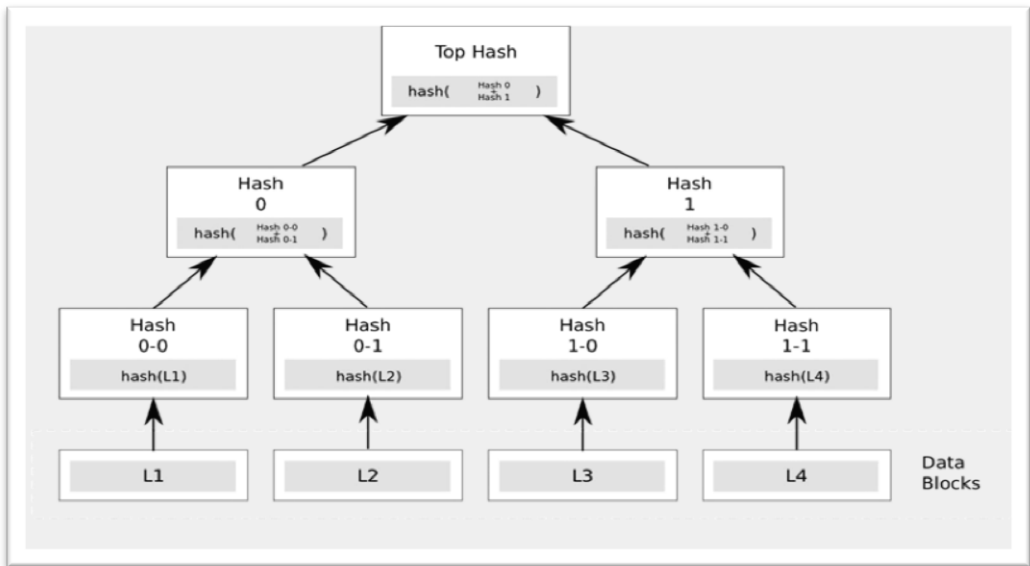 Top Hash
hash( Hash 0 + Hash 1 )
Hash
0
hash( Hash 0-0 + Hash 0-1 )
Hash
1
hash( Hash 1-0 + Hash 1-1 )
Hash
0-0
hash(L1)
Hash
0-1
hash(L2)
Hash
1-0
hash(L3)
Hash
1-1
hash(L4)
L1
L2
L3
L4
Data
Blocks